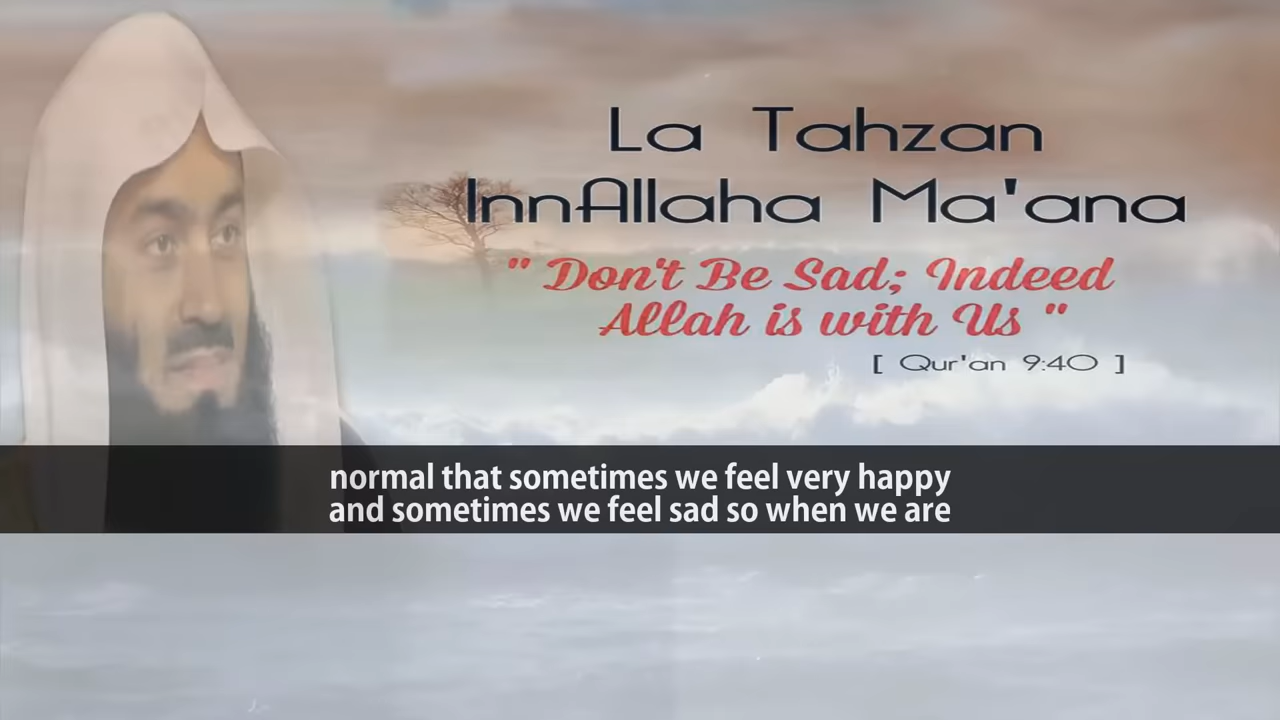 La Tahzan
InnAllaha Ma'ana
" Don't Be Sad; Indeed
Allah is with Us "
[ Qur'an 9:40 ]
normal that sometimes we feel very happy
and sometimes we feel sad so when we are